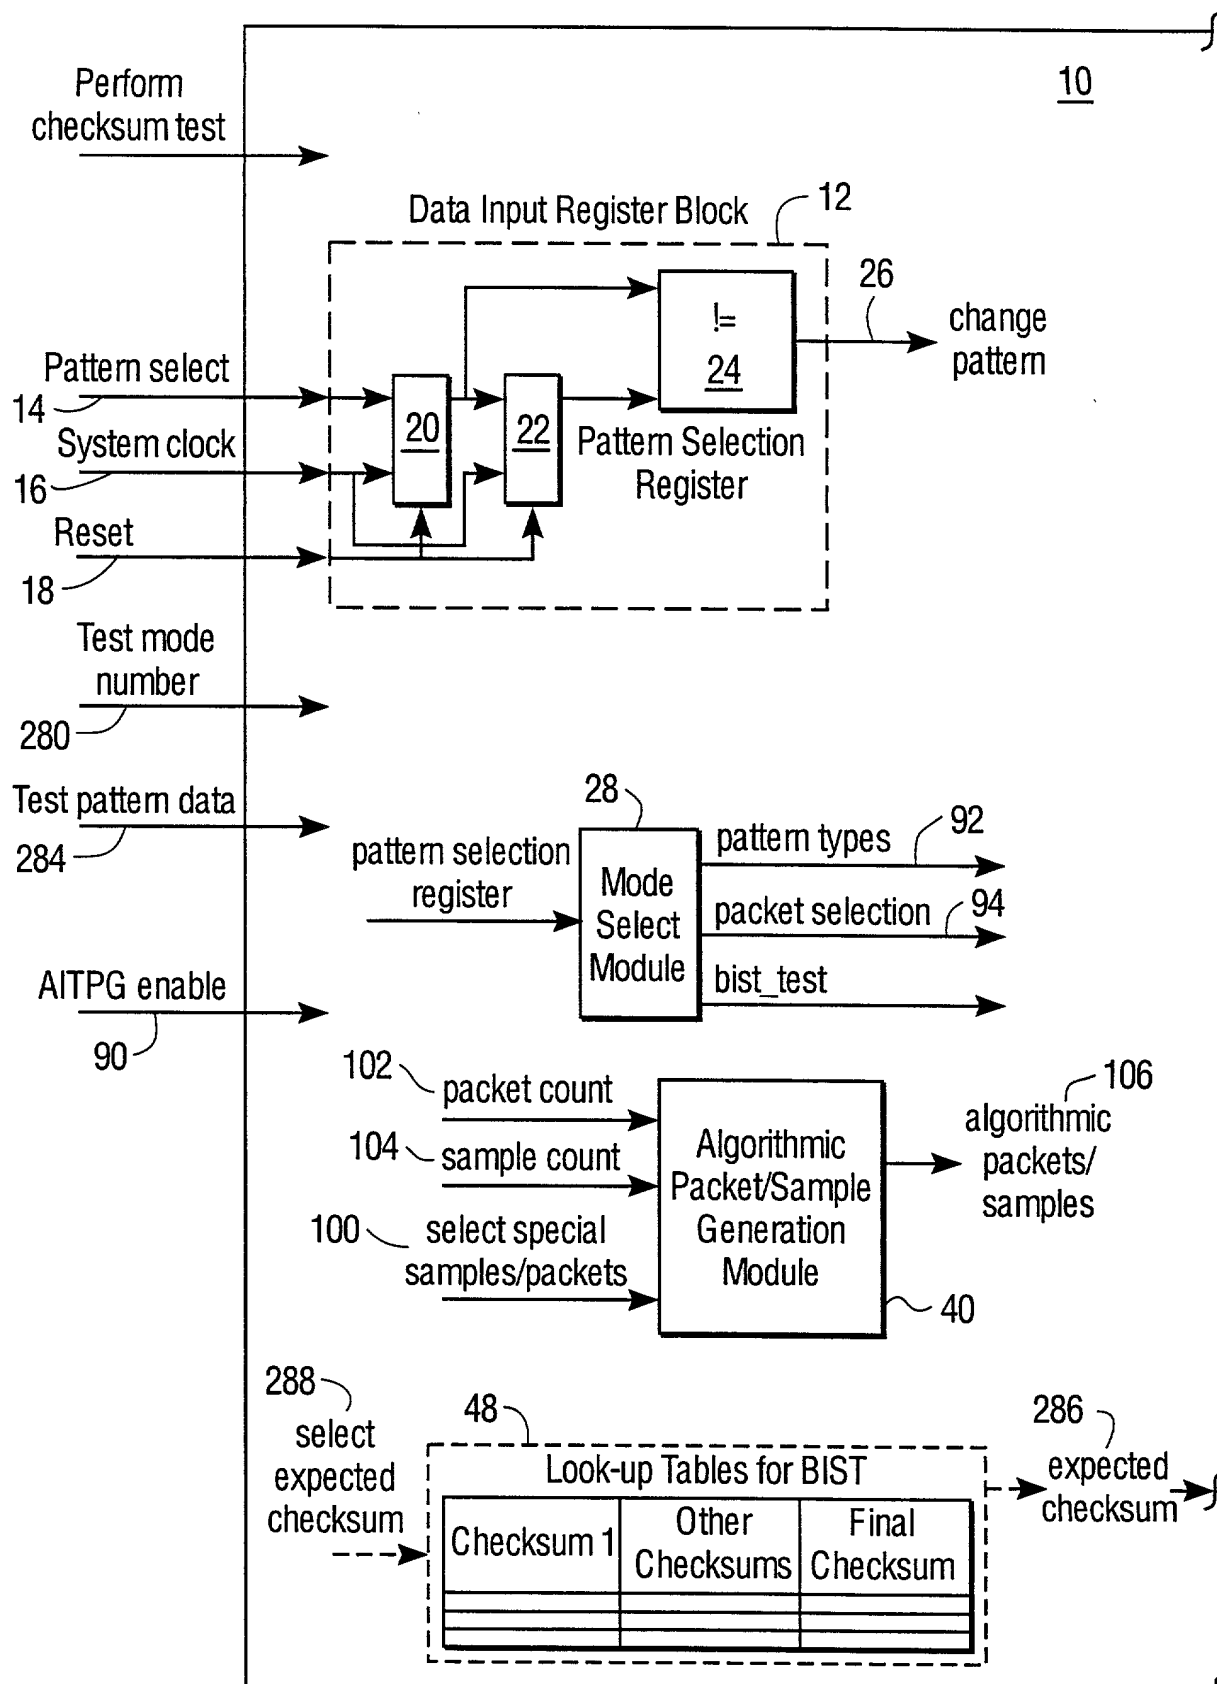 10
Perform
checksum test
Data Input Register Block
12
!=
24
26
change
pattern
Pattern select
14
20
22
Pattern Selection
Register
System clock
16
Reset
18
Test mode
number
280
Test pattern data
284
28
pattern selection
register
Mode
Select
Module
pattern types
92
packet selection
94
bist_test
AITPG enable
90
102
packet count
104
sample count
100
select special
samples/packets
Algorithmic
Packet/Sample
Generation
Module
40
106
algorithmic
packets/
samples
288
select
expected
checksum
48
Look-up Tables for BIST
Checksum 1
Other
Checksums
Final
Checksum
286
expected
checksum